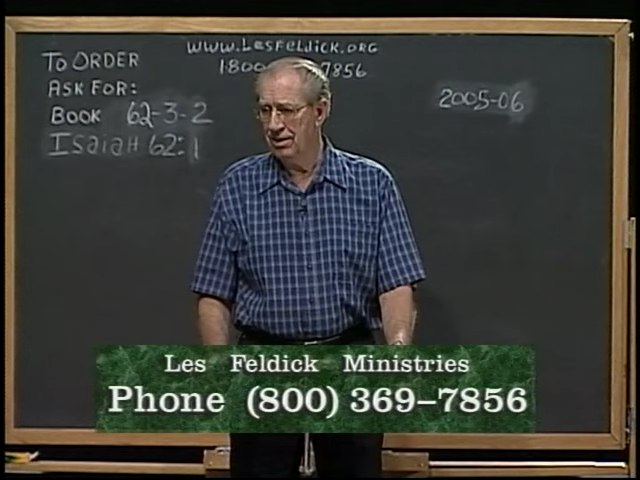 To ORDER
ASK FOR:
BOOK 62-3-2
ISaiaH 62:1
www.LesFeldick.org
1800 7856
2005-06
Les Feldick Ministries
Phone (800) 369–7856